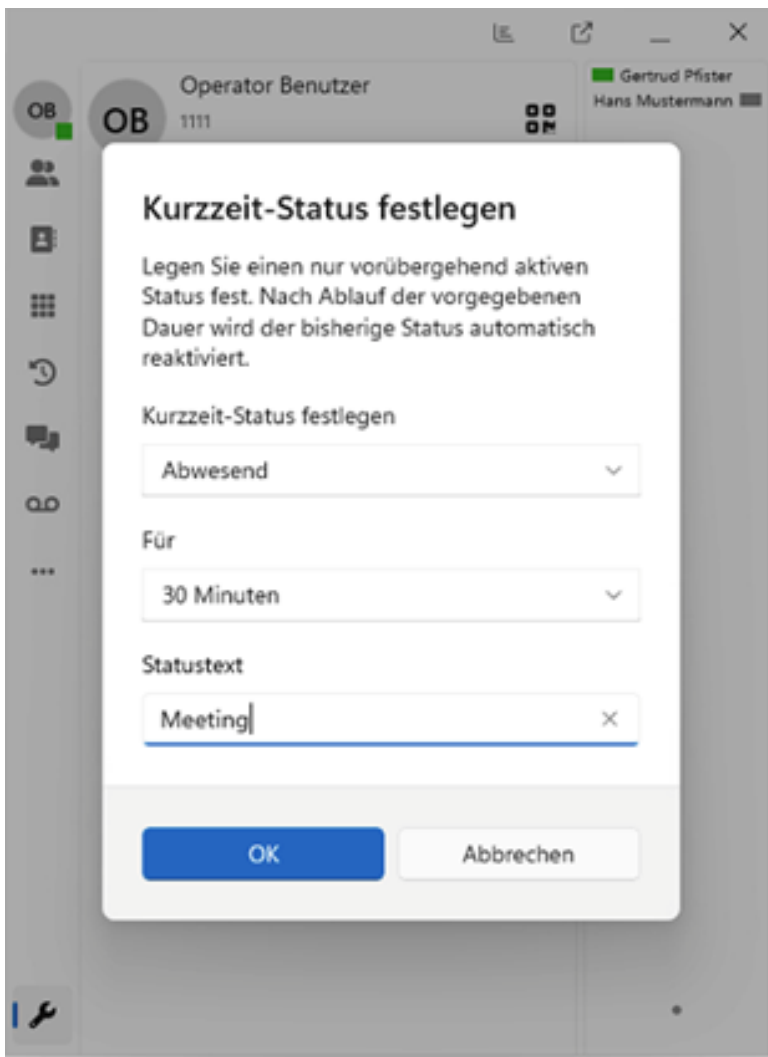 Gertrud Pfister
Operator Benutzer
OB
OB
1111
Hans Mustermann
Kurzzeit-Status festlegen
Legen Sie einen nur vorübergehend aktiven
Status fest. Nach Ablauf der vorgegebenen
Dauer wird der bisherige Status automatisch
reaktiviert.
Kurzzeit-Status festlegen
Abwesend
Für
30 Minuten
Statustext
Meeting
OK
Abbrechen